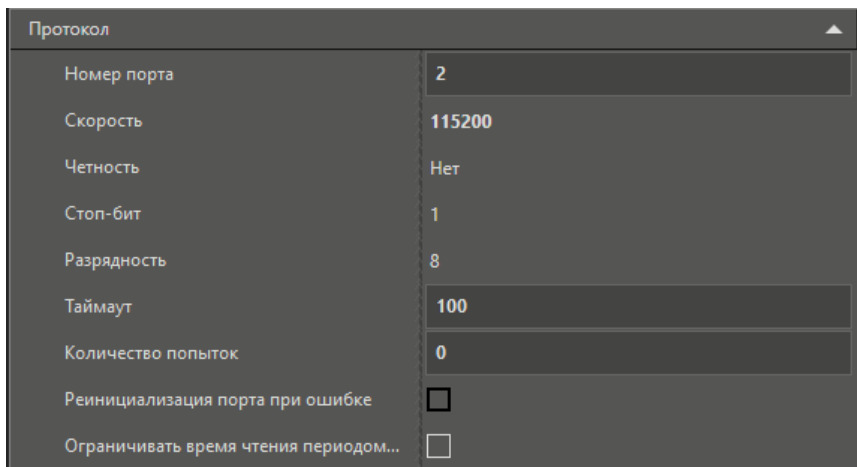 Протокол
Номер порта 2
Скорость 115200
Четность Нет
Стоп-бит 1
Разрядность 8
Таймаут 100
Количество попыток 0
Реинициализация порта при ошибке
Ограничивать время чтения периодом...